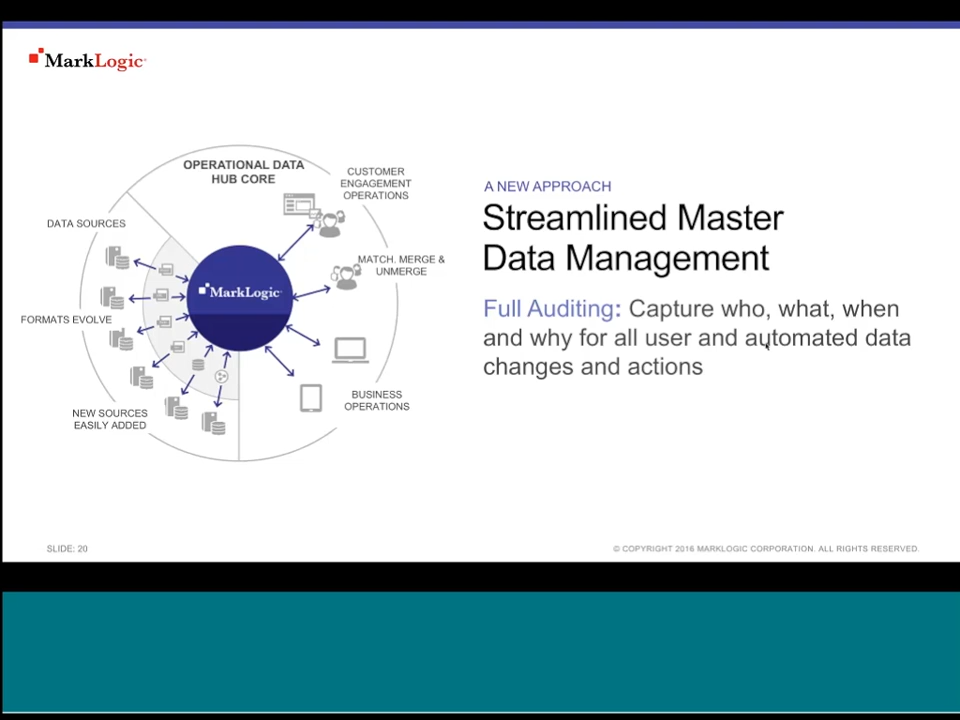 MarkLogic
OPERATIONAL DATA
HUB CORE
CUSTOMER
ENGAGEMENT
OPERATIONS
DATA SOURCES
MATCH. MERGE &
UNMERGE
MarkLogic
FORMATS EVOLVE
BUSINESS
OPERATIONS
NEW SOURCES
EASILY ADDED
A NEW APPROACH
Streamlined Master
Data Management
Full Auditing: Capture who, what, when
and why for all user and automated data
changes and actions
SLIDE: 20
© COPYRIGHT 2016 MARKLOGIC CORPORATION. ALL RIGHTS RESERVED.